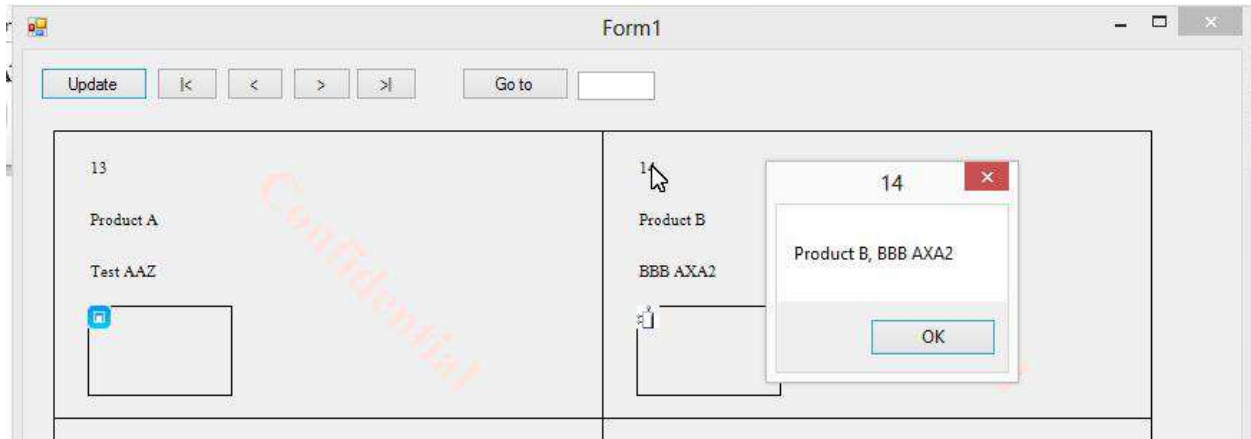 Form1
Update |< < > >| Go to
13
Product A
Test AAZ
Confidential
Product B
BBB AXA2
14
Product B, BBB AXA2
OK